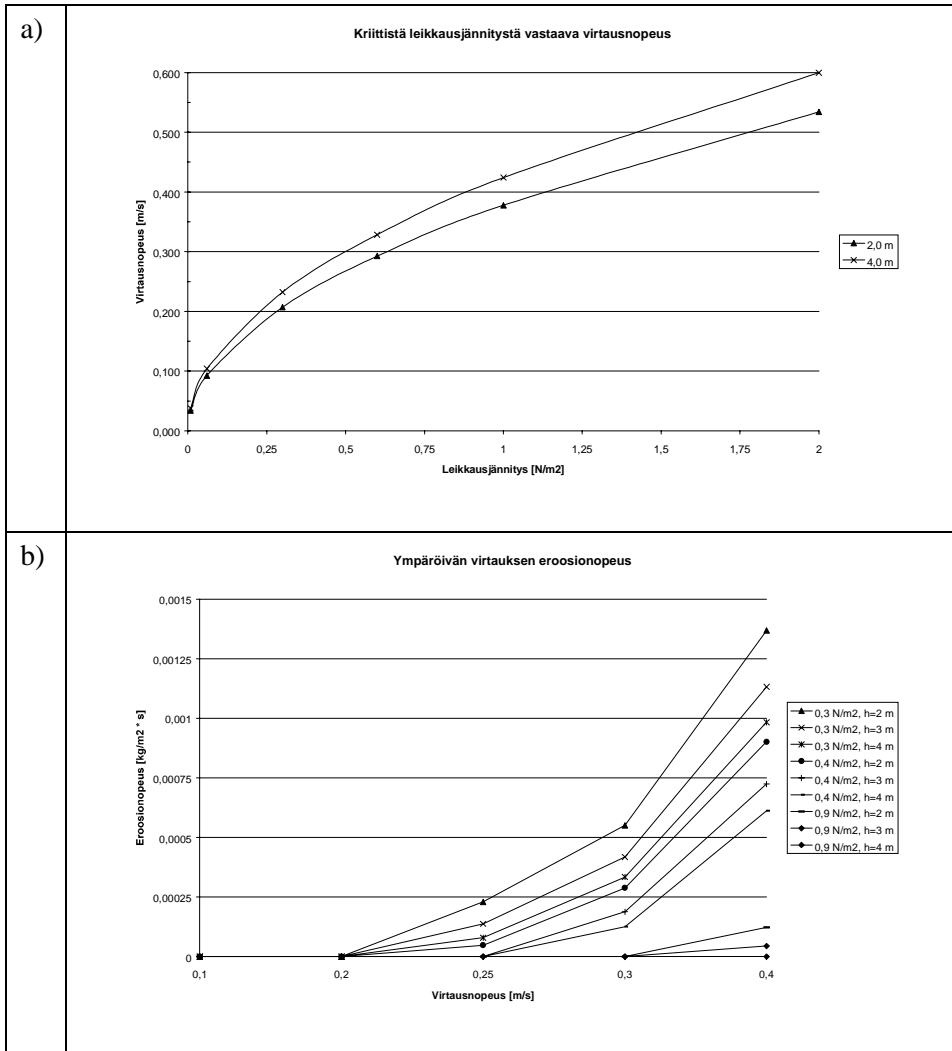 a)
Kriittistä leikkausjännitystä vastaava virtausnopeus
0,600
0,500
0,400
0,300
0,200
0,100
0,000
Virtausnopeus [m/s]
0 0,25 0,5 0,75 1 1,25 1,5 1,75 2
Leikkausjännitys [N/m2]
2,0 m
4,0 m
b)
Ympäröivän virtauksen eroosionopeus
0,0015
0,00125
0,001
0,00075
0,0005
0,00025
0
Eroosionopeus [kg/m2 * s]
0,1 0,2 0,25 0,3 0,4
Virtausnopeus [m/s]
0,3 N/m2, h=2 m
0,3 N/m2, h=3 m
0,3 N/m2, h=4 m
0,4 N/m2, h=2 m
0,4 N/m2, h=3 m
0,4 N/m2, h=4 m
0,9 N/m2, h=2 m
0,9 N/m2, h=3 m
0,9 N/m2, h=4 m